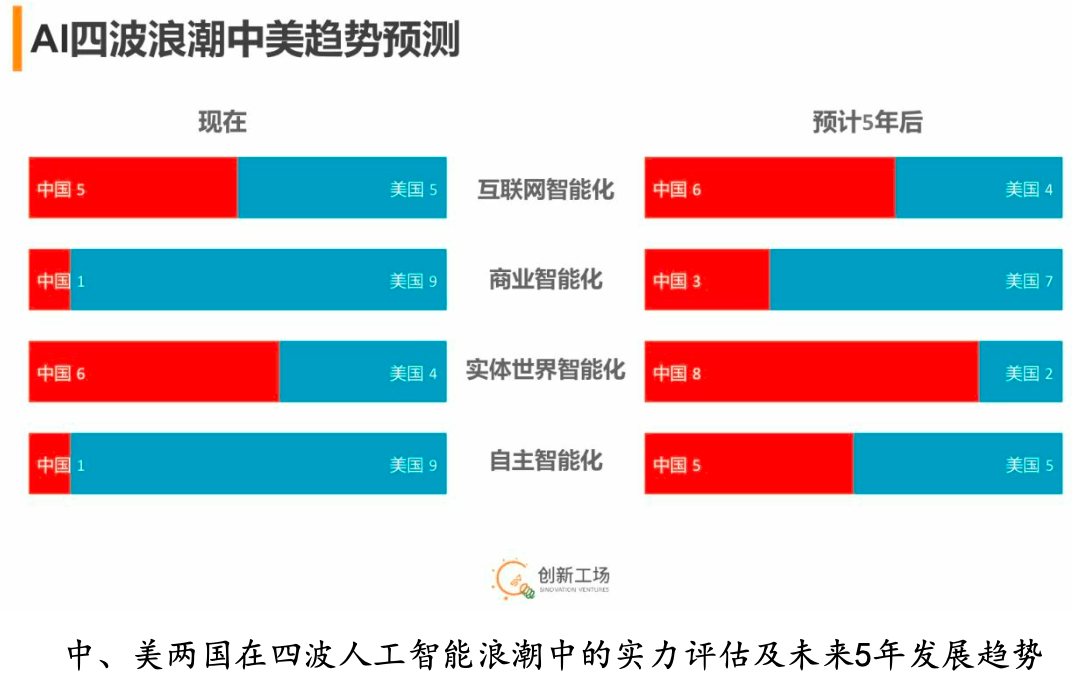 AI四波浪潮中美趋势预测
现在
预计5年后
中国 5
美国 5
互联网智能化
中国 6
美国 4
中国 1
美国 9
商业智能化
中国 3
美国 7
中国 6
美国 4
实体世界智能化
中国 8
美国 2
中国 1
美国 9
自主智能化
中国 5
美国 5
创新工场
SINOVATION VENTURES
中、美两国在四波人工智能浪潮中的实力评估及未来5年发展趋势